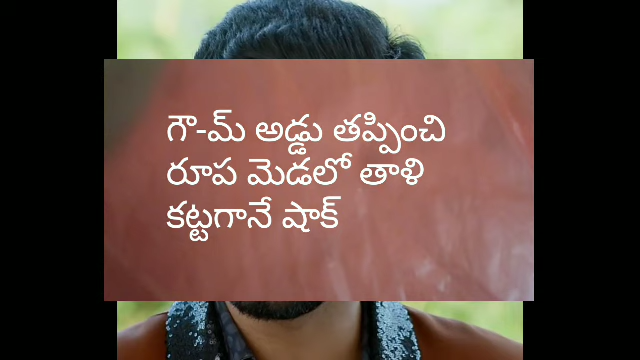 గౌ-మ్ అడ్డు తప్పించి
రూప మెడలో తాళి
కట్టగానే షాక్